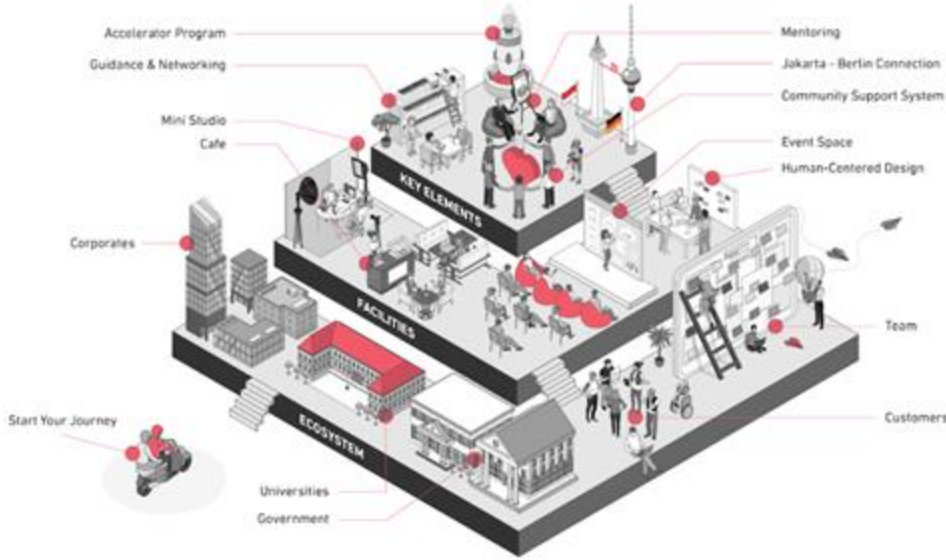 Accelerator Program
Mentoring
Guidance & Networking
Jakarta - Berlin Connection
Community Support System
Mini Studio
Cafe
Event Space
Human-Centered Design
KEY ELEMENTS
Corporates
FACILITIES
Team
Start Your Journey
ECOSYSTEM
Customers
Universities
Government